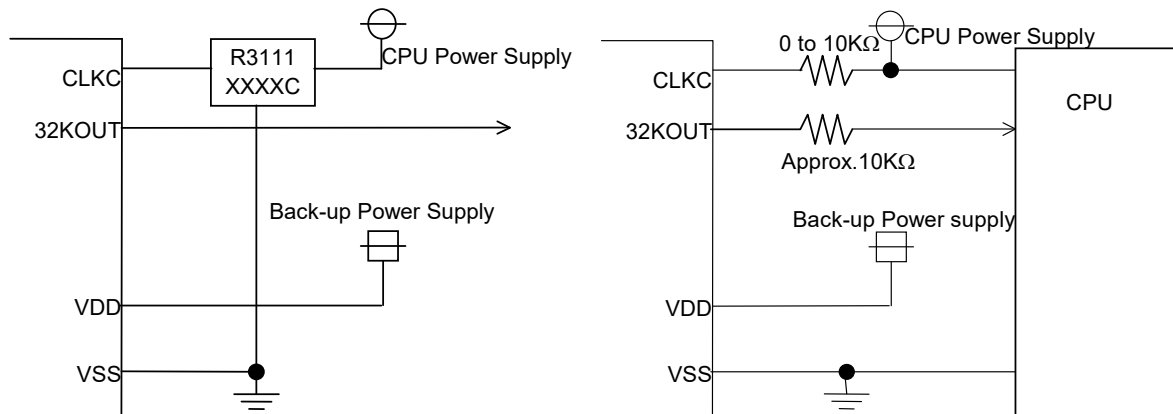 R3111
XXXXC
CPU Power Supply
CLKC
32KOUT
Back-up Power Supply
VDD
VSS
0 to 10KΩ
CPU Power Supply
CLKC
CPU
32KOUT
Approx.10KΩ
Back-up Power supply
VDD
VSS